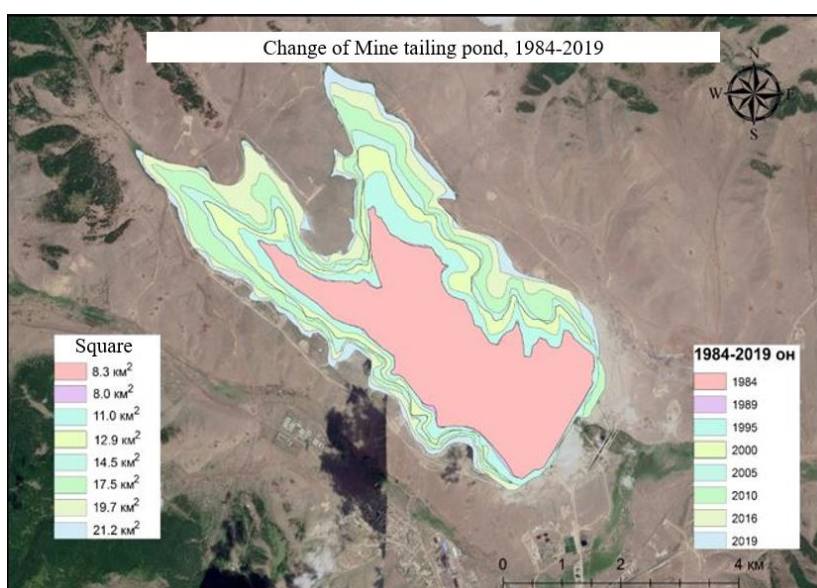 Change of Mine tailing pond, 1984-2019
N
W E
S
Square
8.3 км²
8.0 км²
11.0 км²
12.9 км²
14.5 км²
17.5 км²
19.7 км²
21.2 км²
1984-2019 он
1984
1989
1995
2000
2005
2010
2016
2019
0 1 2 4 км